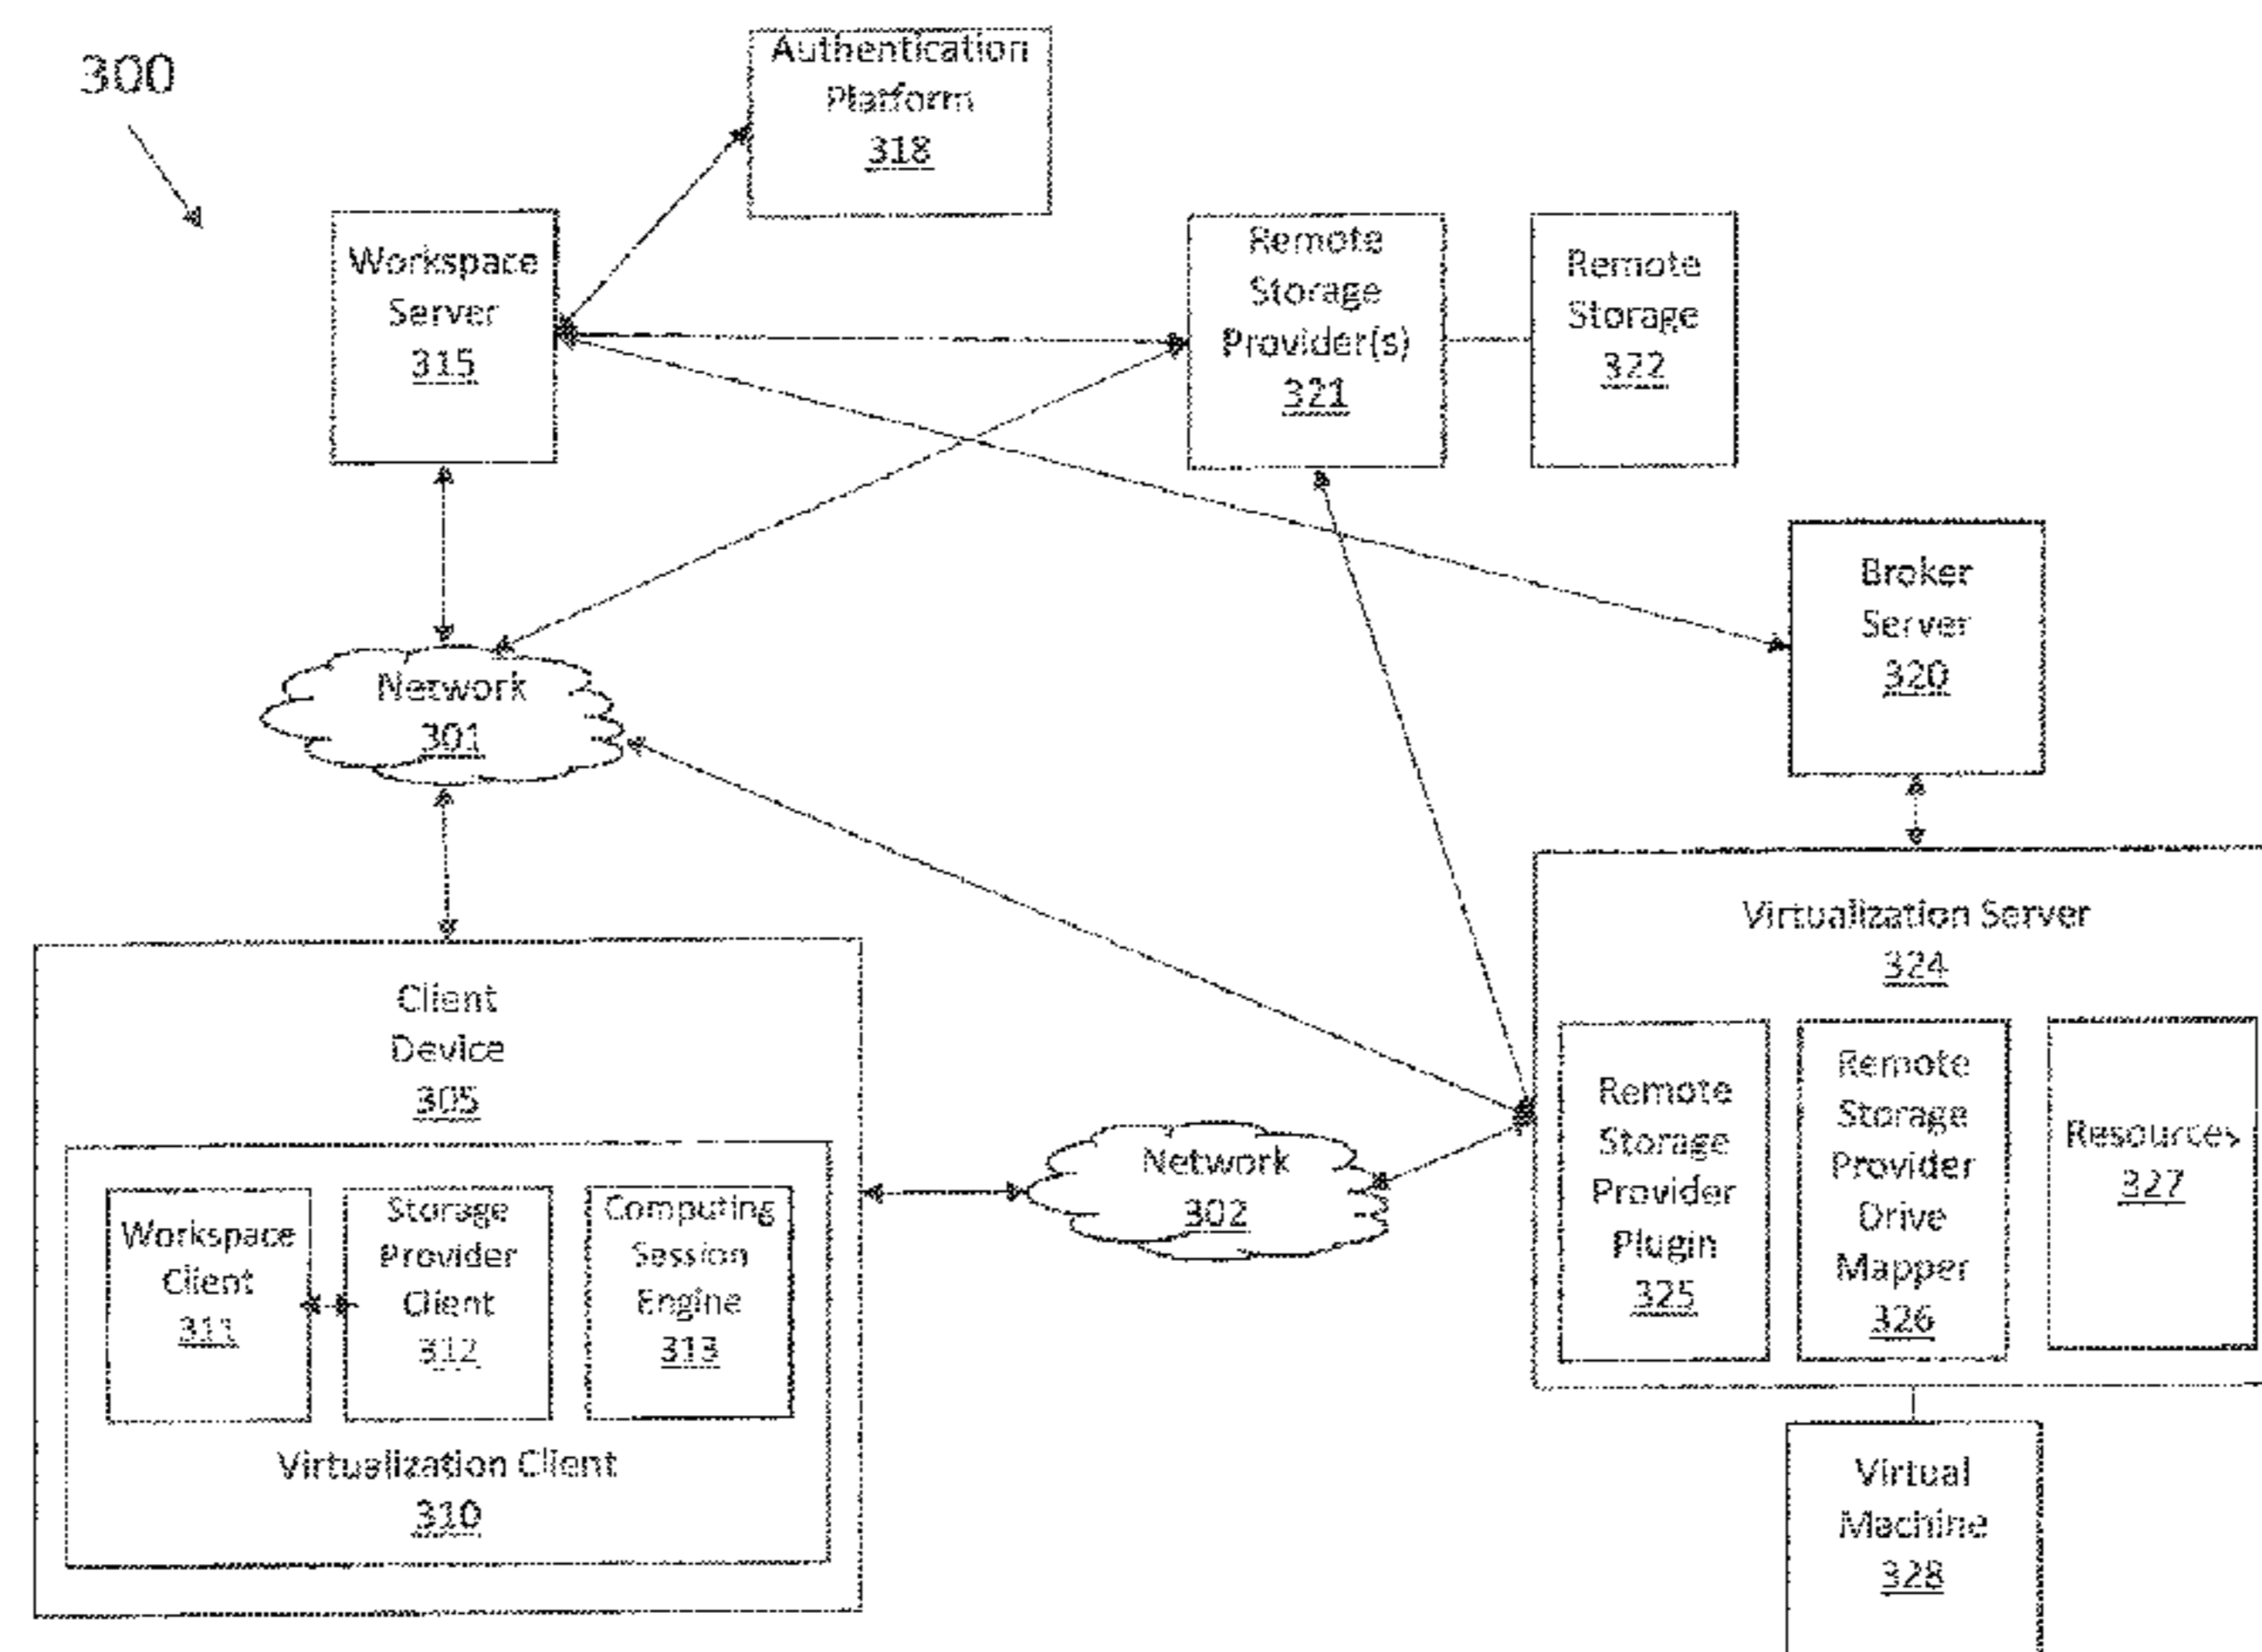 300
Authentication
Platform
318
Workspace
Server
315
Remote
Storage
Provider(s)
321
Remote
Storage
322
Broker
Server
320
Network
301
Virtualization Server
324
Remote
Storage
Provider
Plugin
325
Remote
Storage
Provider
Drive
Mapper
326
Resources
327
Client
Device
305
Network
302
Workspace
Client
311
Storage
Provider
Client
312
Computing
Session
Engine
313
Virtualization Client
310
Virtual
Machine
328